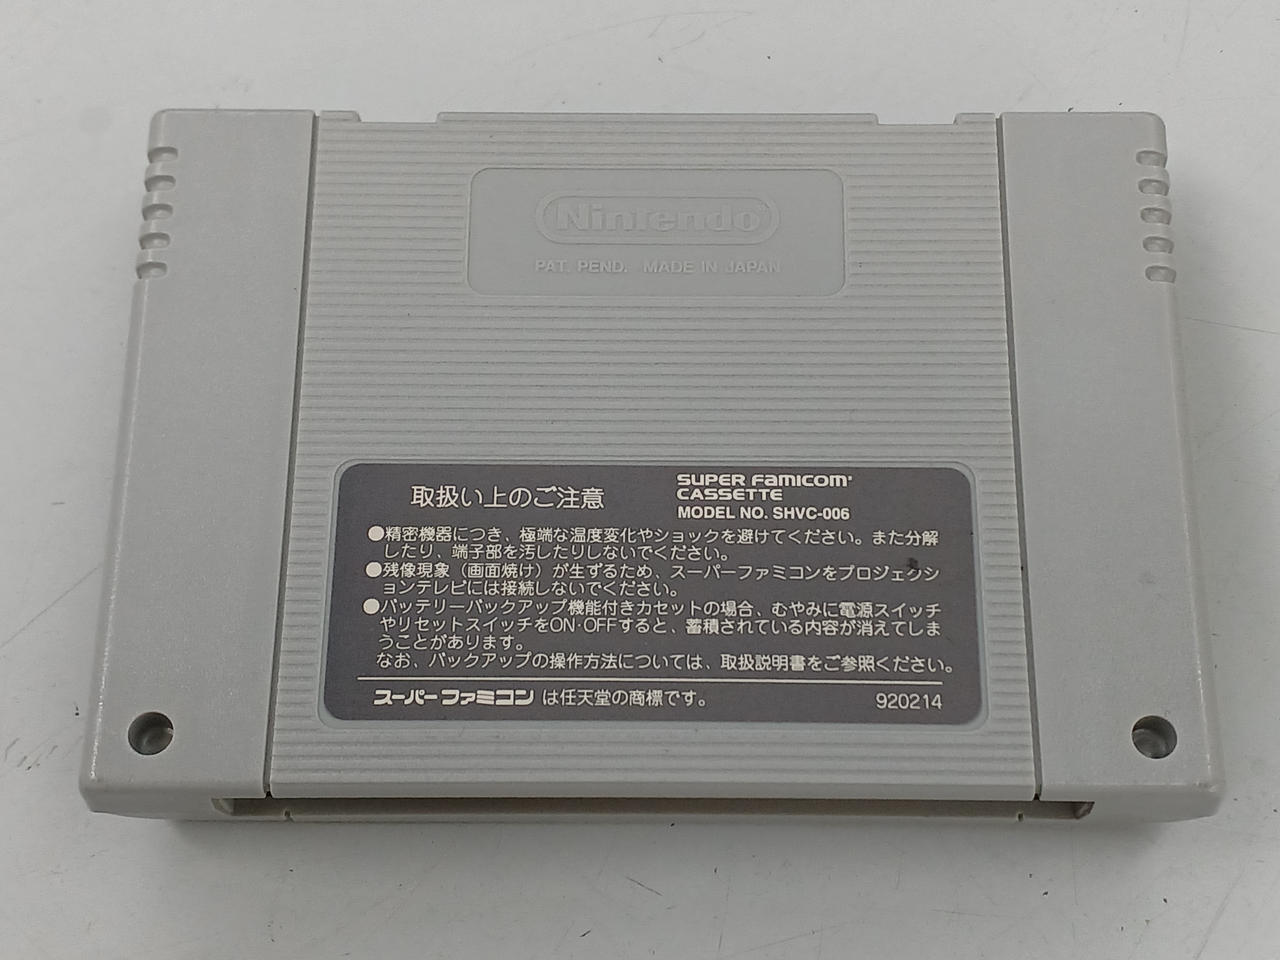 Nintendo
PAT. PEND. MADE IN JAPAN
取扱い上のご注意
SUPER Famicom
CASSETTE
MODEL NO. SHVC-006
●精密機器につき、極端な温度変化やショックを避けてください。また分解
したり、端子部を汚したりしないでください。
●残像現象（画面焼け）が生ずるため、スーパーファミコンをプロジェクシ
ョンテレビには接続しないでください。
●バッテリーバックアップ機能付きカセットの場合、むやみに電源スイッチ
やリセットスイッチをON·OFFすると、蓄積されている内容が消えてしま
うことがあります。
なお、バックアップの操作方法については、取扱説明書をご参照ください。
スーパーファミコン は任天堂の商標です。
920214